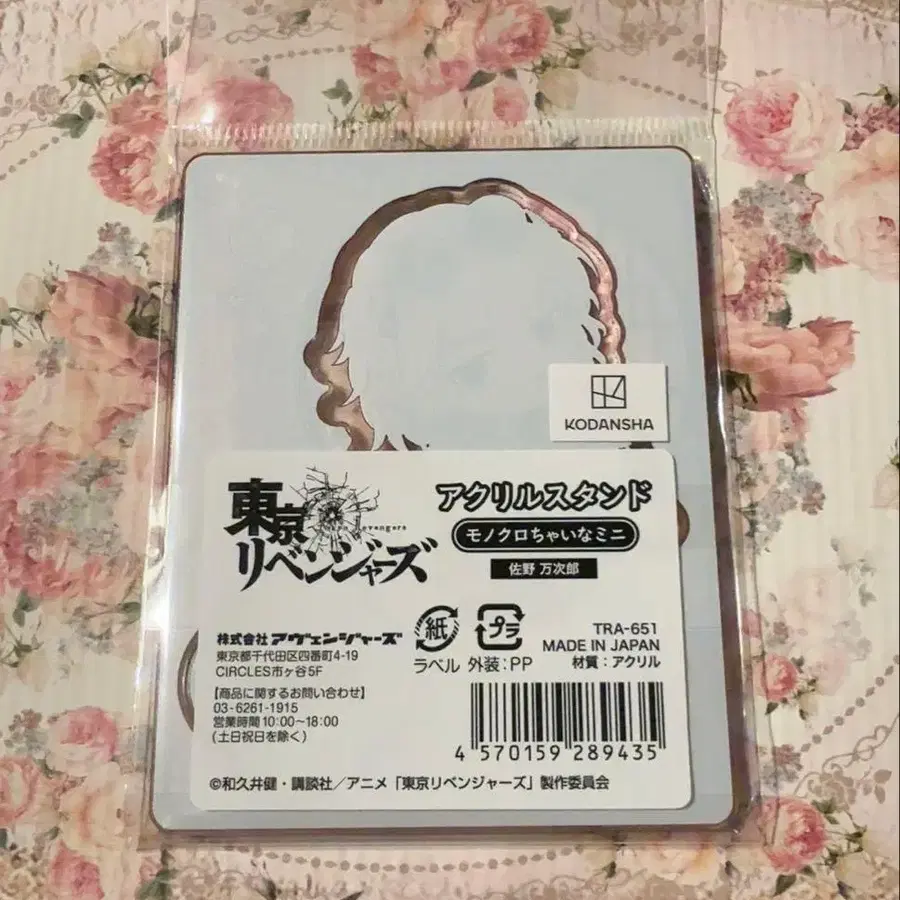 KODANSHA
東京
リベンジャーズ
アクリルスタンド
モノクロちゃいなミニ
佐野 万次郎
株式会社アヴェンジャーズ
東京都千代田区四番町4-19
CIRCLES市ヶ谷5F
【商品に関するお問い合わせ】
03-6261-1915
営業時間10:00～18:00
(土日祝日を除く)
紙
ラベル
プラ
外装:PP
TRA-651
MADE IN JAPAN
材質:アクリル
4 570159 289435
©和久井健・講談社／アニメ「東京リベンジャーズ」製作委員会